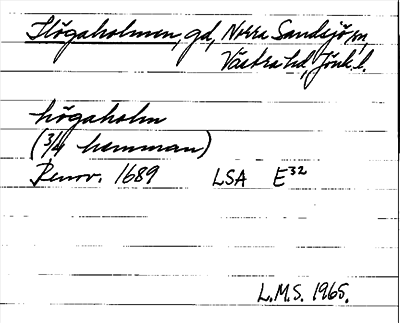 Högaholmen, gd, Norra Sandsjö sn,
Västra hd, Jönk. l.
högaholm
(3/4 hemman)
Renov. 1689 LSA E³²
L.M.S. 1965.